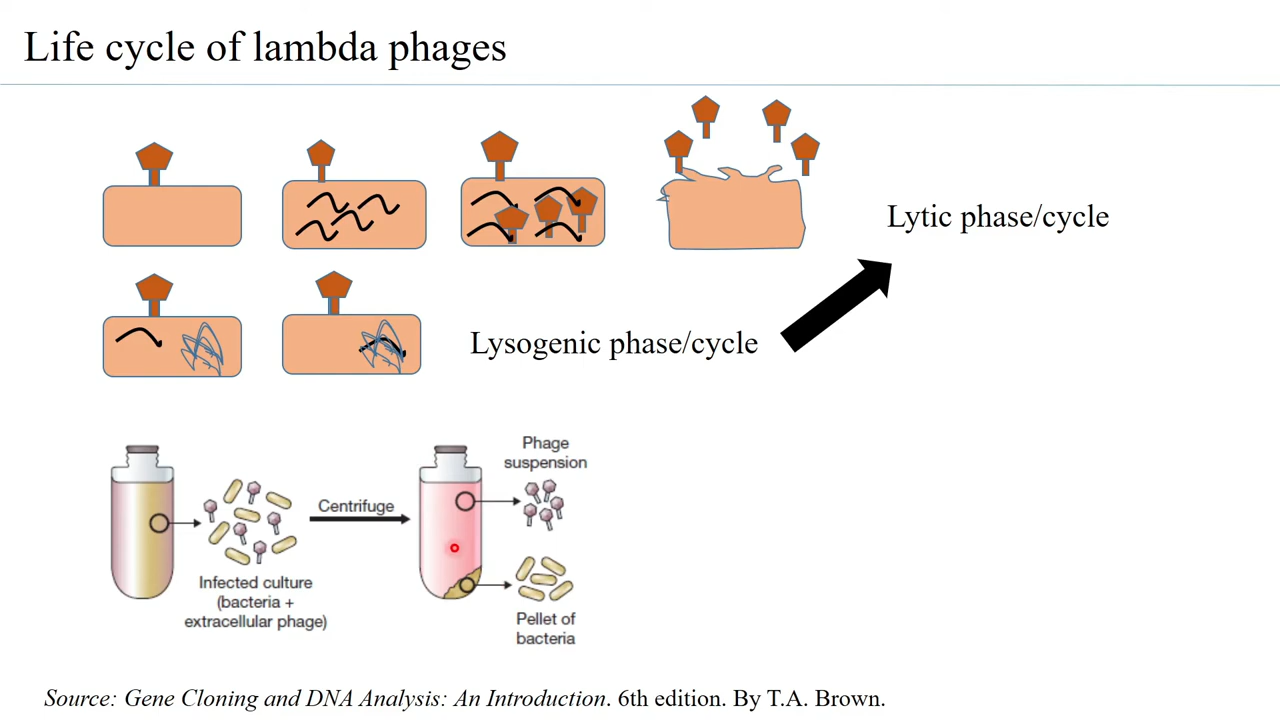 Life cycle of lambda phages
Lytic phase/cycle
Lysogenic phase/cycle
Phage
suspension
Centrifuge
Infected culture
(bacteria +
extracellular phage)
Pellet of
bacteria
Source: Gene Cloning and DNA Analysis: An Introduction. 6th edition. By T.A. Brown.